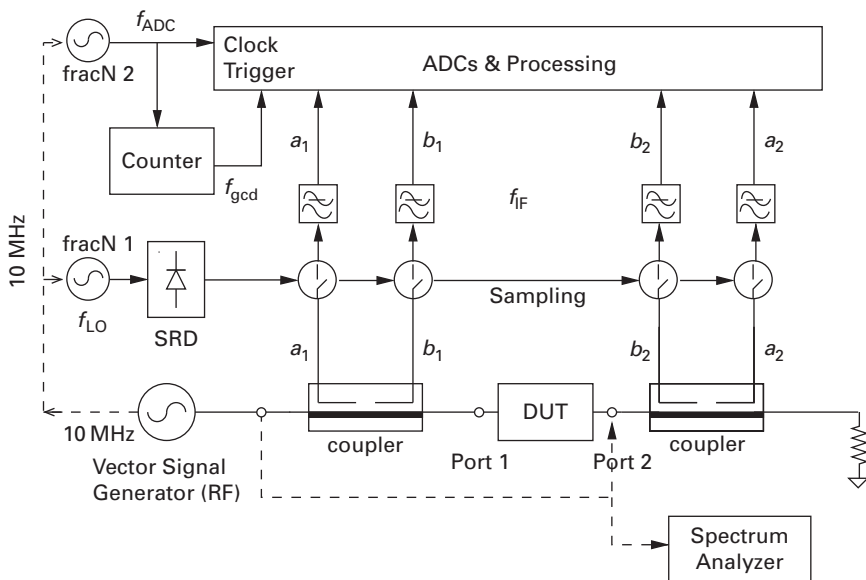 f_ADC
Clock
Trigger
ADCs & Processing
fracN 2
Counter
f_gcd
a_1
b_1
b_2
a_2
f_IF
10 MHz
fracN 1
f_LO
SRD
Sampling
a_1
b_1
b_2
a_2
10 MHz
Vector Signal
Generator (RF)
coupler
Port 1
DUT
Port 2
coupler
Spectrum
Analyzer